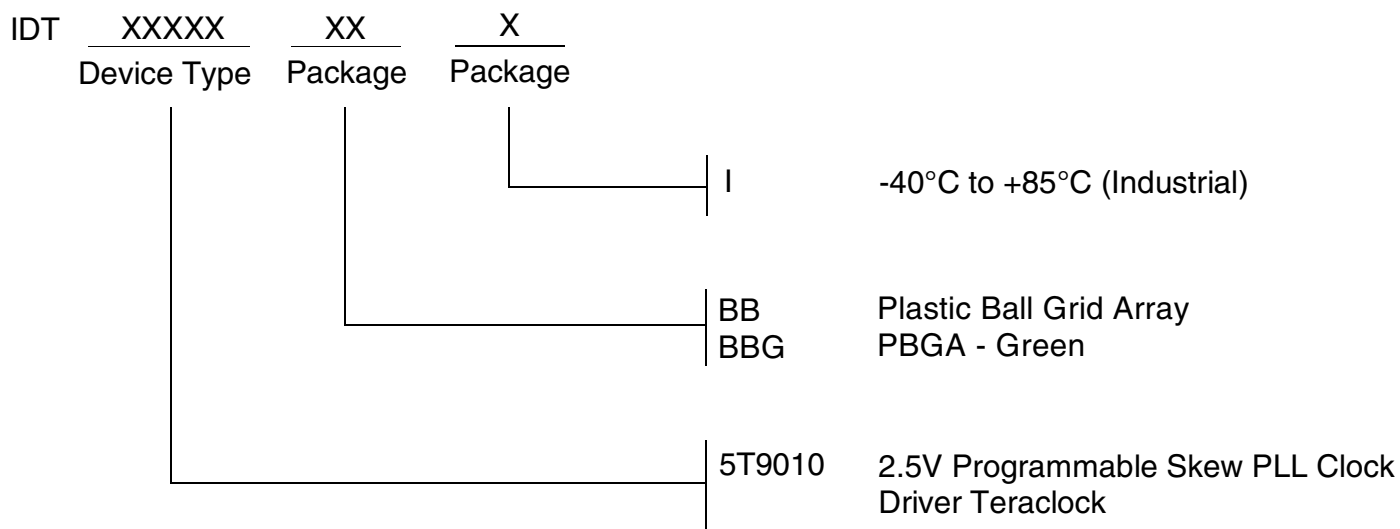 IDT XXXXX XX X
Device Type Package Package
I -40°C to +85°C (Industrial)
BB Plastic Ball Grid Array
BBG PBGA - Green
5T9010 2.5V Programmable Skew PLL Clock
Driver Teraclock